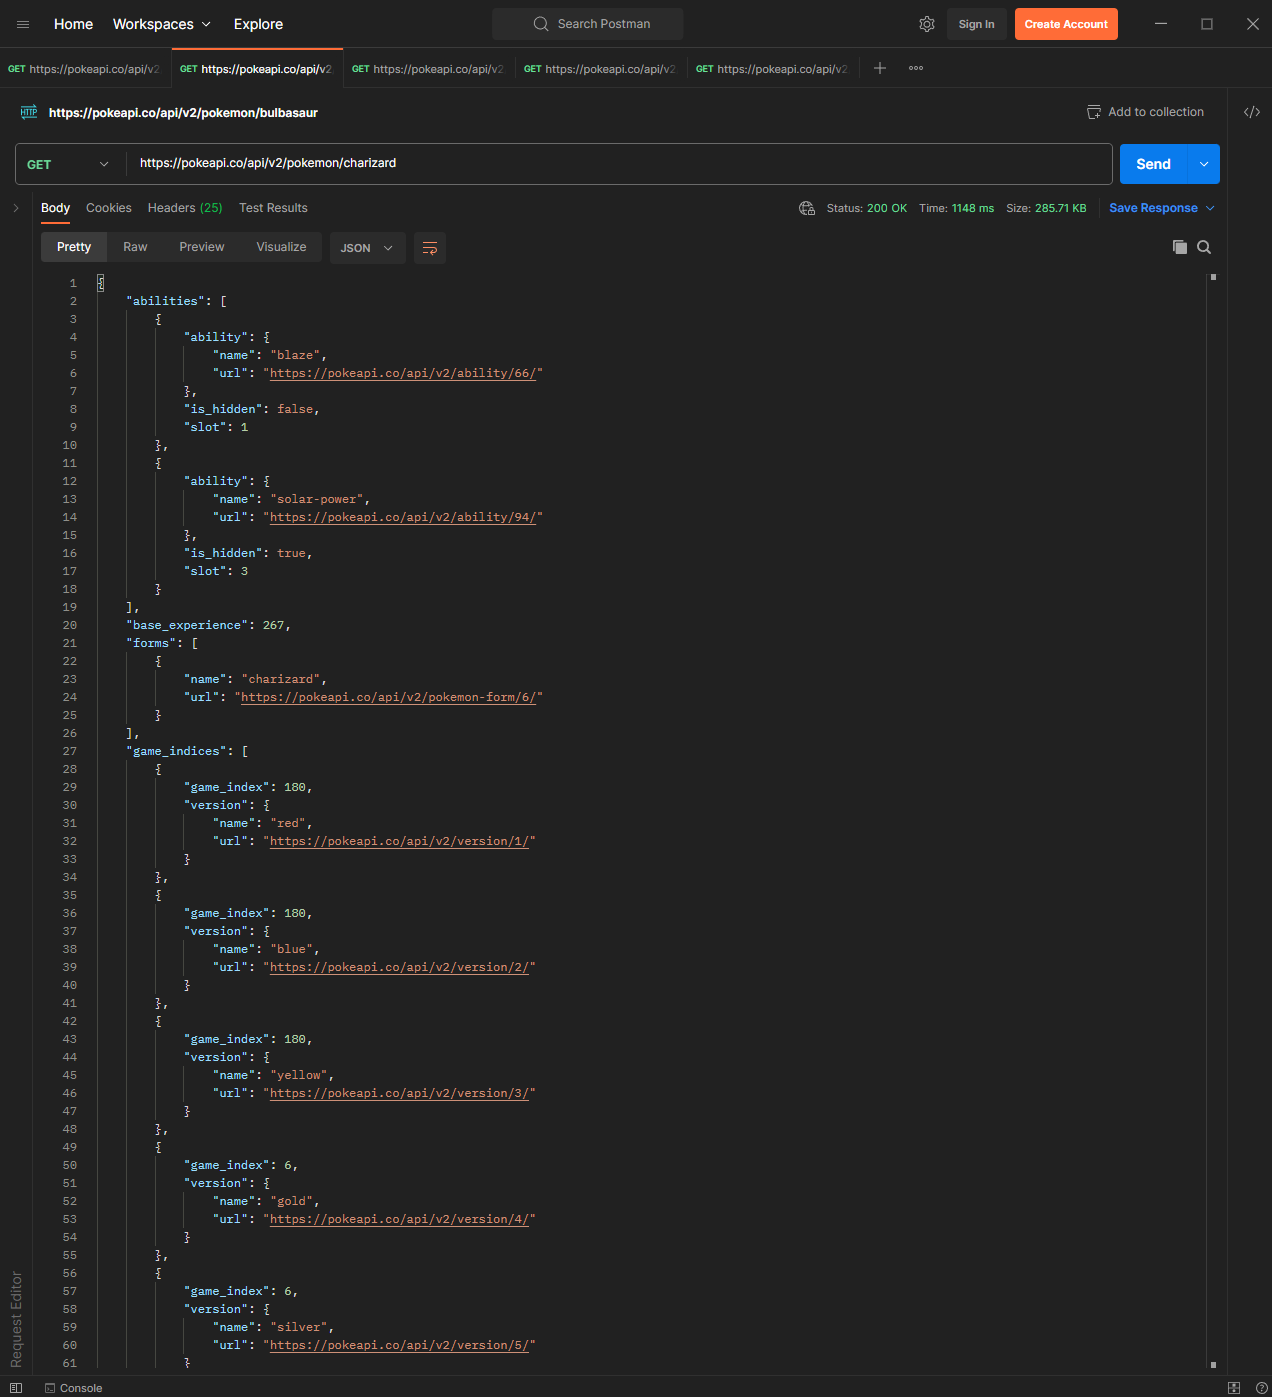 Home Workspaces Explore Search Postman Sign In Create Account
GET https://pokeapi.co/api/v2 GET https://pokeapi.co/api/v2 GET https://pokeapi.co/api/v2 GET https://pokeapi.co/api/v2 GET https://pokeapi.co/api/v2
HTTP https://pokeapi.co/api/v2/pokemon/bulbasaur Add to collection
GET https://pokeapi.co/api/v2/pokemon/charizard Send
Body Cookies Headers (25) Test Results Status: 200 OK Time: 1148 ms Size: 285.71 KB Save Response
Pretty Raw Preview Visualize JSON
1 {
2 "abilities": [
3 {
4 "ability": {
5 "name": "blaze",
6 "url": "https://pokeapi.co/api/v2/ability/66/"
7 },
8 "is_hidden": false,
9 "slot": 1
10 },
11 {
12 "ability": {
13 "name": "solar-power",
14 "url": "https://pokeapi.co/api/v2/ability/94/"
15 },
16 "is_hidden": true,
17 "slot": 3
18 }
19 ],
20 "base_experience": 267,
21 "forms": [
22 {
23 "name": "charizard",
24 "url": "https://pokeapi.co/api/v2/pokemon-form/6/"
25 }
26 ],
27 "game_indices": [
28 {
29 "game_index": 180,
30 "version": {
31 "name": "red",
32 "url": "https://pokeapi.co/api/v2/version/1/"
33 }
34 },
35 {
36 "game_index": 180,
37 "version": {
38 "name": "blue",
39 "url": "https://pokeapi.co/api/v2/version/2/"
40 }
41 },
42 {
43 "game_index": 180,
44 "version": {
45 "name": "yellow",
46 "url": "https://pokeapi.co/api/v2/version/3/"
47 }
48 },
49 {
50 "game_index": 6,
51 "version": {
52 "name": "gold",
53 "url": "https://pokeapi.co/api/v2/version/4/"
54 }
55 },
56 {
57 "game_index": 6,
58 "version": {
59 "name": "silver",
60 "url": "https://pokeapi.co/api/v2/version/5/"
61 }
Request Editor
Console